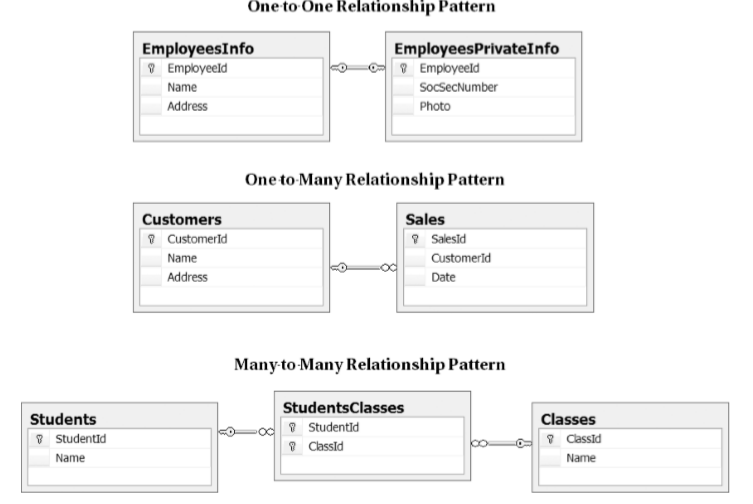 One-to-One Relationship Pattern
EmployeesInfo
EmployeeId
Name
Address
EmployeesPrivateInfo
EmployeeId
SocSecNumber
Photo
One-to-Many Relationship Pattern
Customers
CustomerId
Name
Address
Sales
SalesId
CustomerId
Date
Many-to-Many Relationship Pattern
Students
StudentId
Name
StudentsClasses
StudentId
ClassId
Classes
ClassId
Name